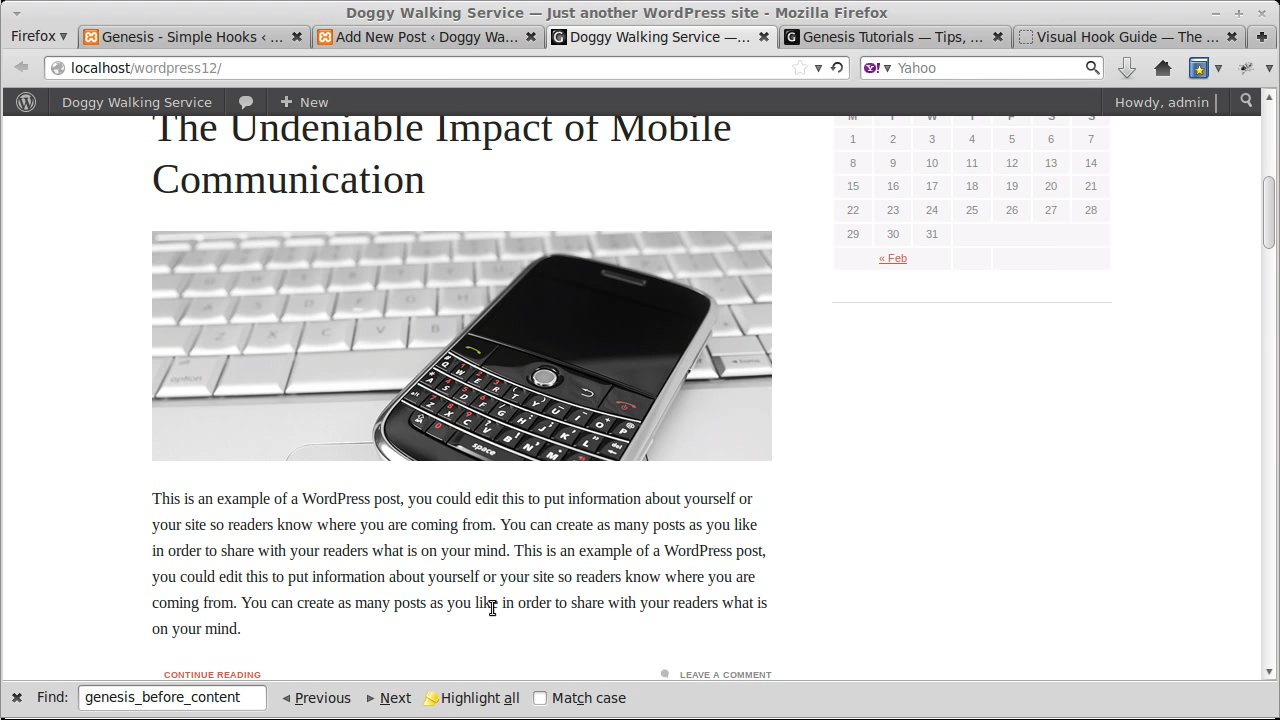 Doggy Walking Service — Just another WordPress site - Mozilla Firefox
Firefox
Genesis - Simple Hooks ‹ ...
Add New Post ‹ Doggy Wa...
Doggy Walking Service —...
Genesis Tutorials — Tips, ...
Visual Hook Guide — The ...
localhost/wordpress12/
Yahoo
Doggy Walking Service
New
Howdy, admin
The Undeniable Impact of Mobile
Communication
M T W T F S S
1 2 3 4 5 6 7
8 9 10 11 12 13 14
15 16 17 18 19 20 21
22 23 24 25 26 27 28
29 30 31
« Feb
option
home
alt
space
del
This is an example of a WordPress post, you could edit this to put information about yourself or
your site so readers know where you are coming from. You can create as many posts as you like
in order to share with your readers what is on your mind. This is an example of a WordPress post,
you could edit this to put information about yourself or your site so readers know where you are
coming from. You can create as many posts as you like in order to share with your readers what is
on your mind.
CONTINUE READING
LEAVE A COMMENT
Find: genesis_before_content Previous Next Highlight all Match case